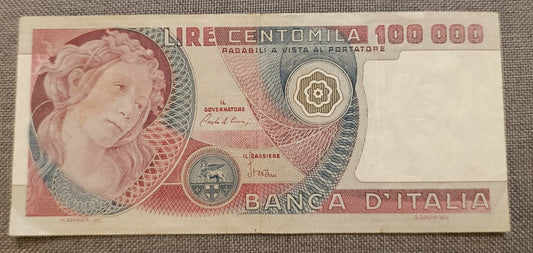 LIRE CENTOMILA 100 000
PAGABILI A VISTA AL PORTATORE
IL
GOVERNATORE
IL CASSIERE
BANCA D'ITALIA